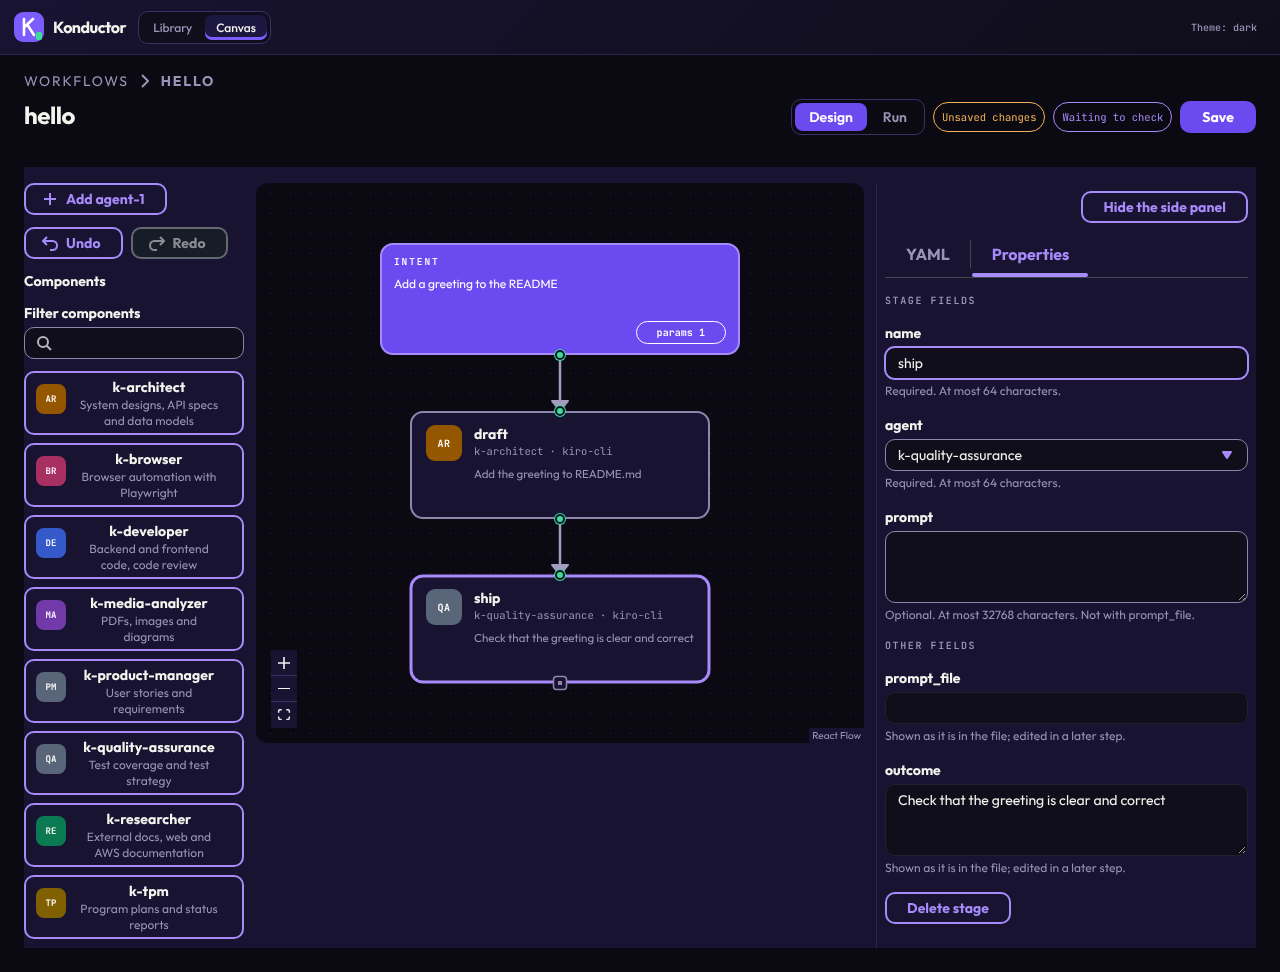 Konductor
Library
Canvas
Theme: dark
WORKFLOWS
HELLO
hello
Design
Run
Unsaved changes
Waiting to check
Save
Add agent-1
Undo
Redo
Components
Filter components
AR
k-architect
System designs, API specs
and data models
BR
k-browser
Browser automation with
Playwright
DE
k-developer
Backend and frontend
code, code review
MA
k-media-analyzer
PDFs, images and
diagrams
PM
k-product-manager
User stories and
requirements
QA
k-quality-assurance
Test coverage and test
strategy
RE
k-researcher
External docs, web and
AWS documentation
TP
k-tpm
Program plans and status
reports
INTENT
Add a greeting to the README
params 1
AR
draft
k-architect · kiro-cli
Add the greeting to README.md
QA
ship
k-quality-assurance · kiro-cli
Check that the greeting is clear and correct
React Flow
Hide the side panel
YAML
Properties
STAGE FIELDS
name
ship
Required. At most 64 characters.
agent
k-quality-assurance
Required. At most 64 characters.
prompt
Optional. At most 32768 characters. Not with prompt_file.
OTHER FIELDS
prompt_file
Shown as it is in the file; edited in a later step.
outcome
Check that the greeting is clear and correct
Shown as it is in the file; edited in a later step.
Delete stage